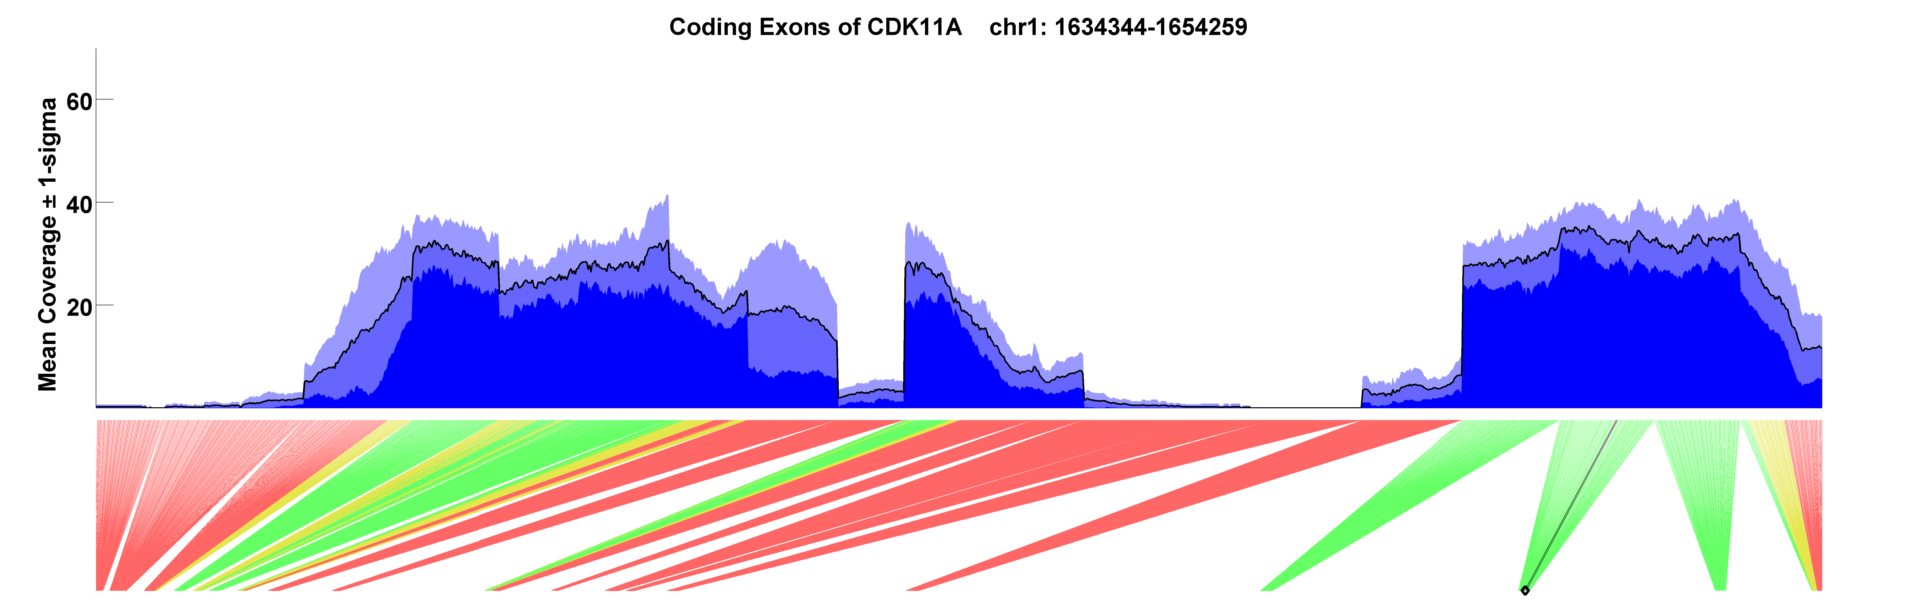 Coding Exons of CDK11A chr1: 1634344-1654259
Mean Coverage ± 1-sigma
60
40
20